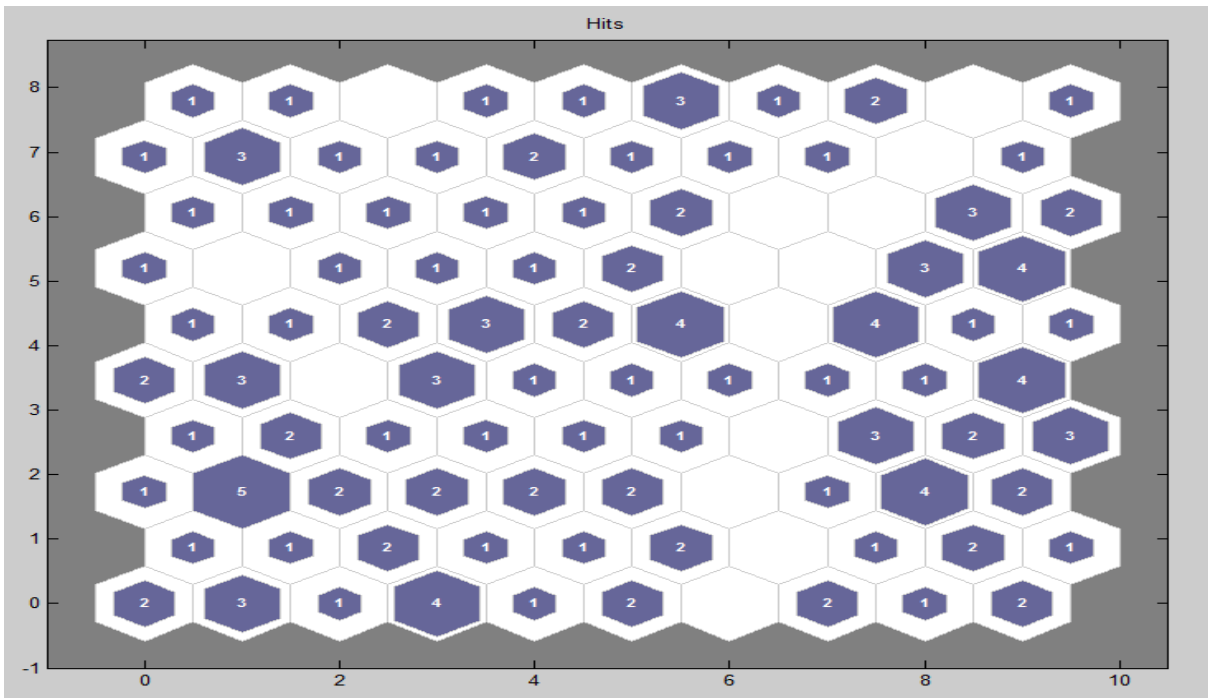 Hits
8
1 1 1 1 3 1 2 1
7
1 3 1 1 2 1 1 1 1
6
1 1 1 1 1 2 3 2
5
1 1 1 1 2 3 4
1 1 2 3 2 4 4 1 1
4
2 3 3 1 1 1 1 1 4
3
1 2 1 1 1 1 3 2 3
2
1 5 2 2 2 2 1 4 2
1
1 1 2 1 1 2 1 2 1
0
2 3 1 4 1 2 2 1 2
-1
0 2 4 6 8 10